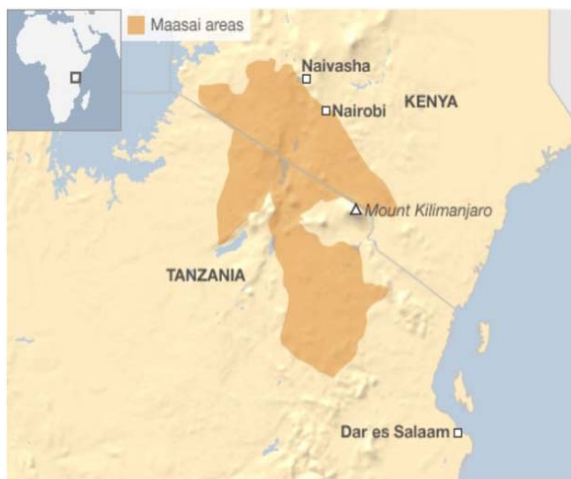 Maasai areas
Naivasha
Nairobi
KENYA
Mount Kilimanjaro
TANZANIA
Dar es Salaam